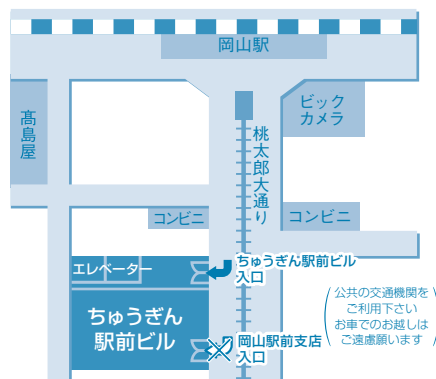 岡山駅
髙島屋
ビック
カメラ
桃太郎大通り
コンビニ
コンビニ
エレベーター
ちゅうぎん駅前ビル
入口
ちゅうぎん
駅前ビル
岡山駅前支店
入口
公共の交通機関を
ご利用下さい
お車でのお越しは
ご遠慮願います